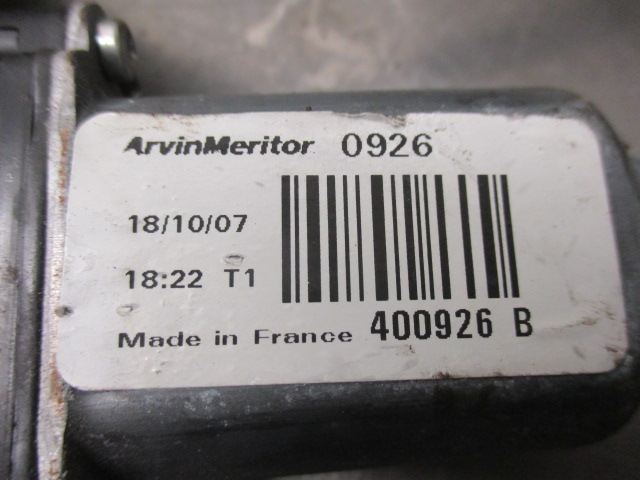 ArvinMeritor 0926
18/10/07
18:22 T1
Made in France 400926 B